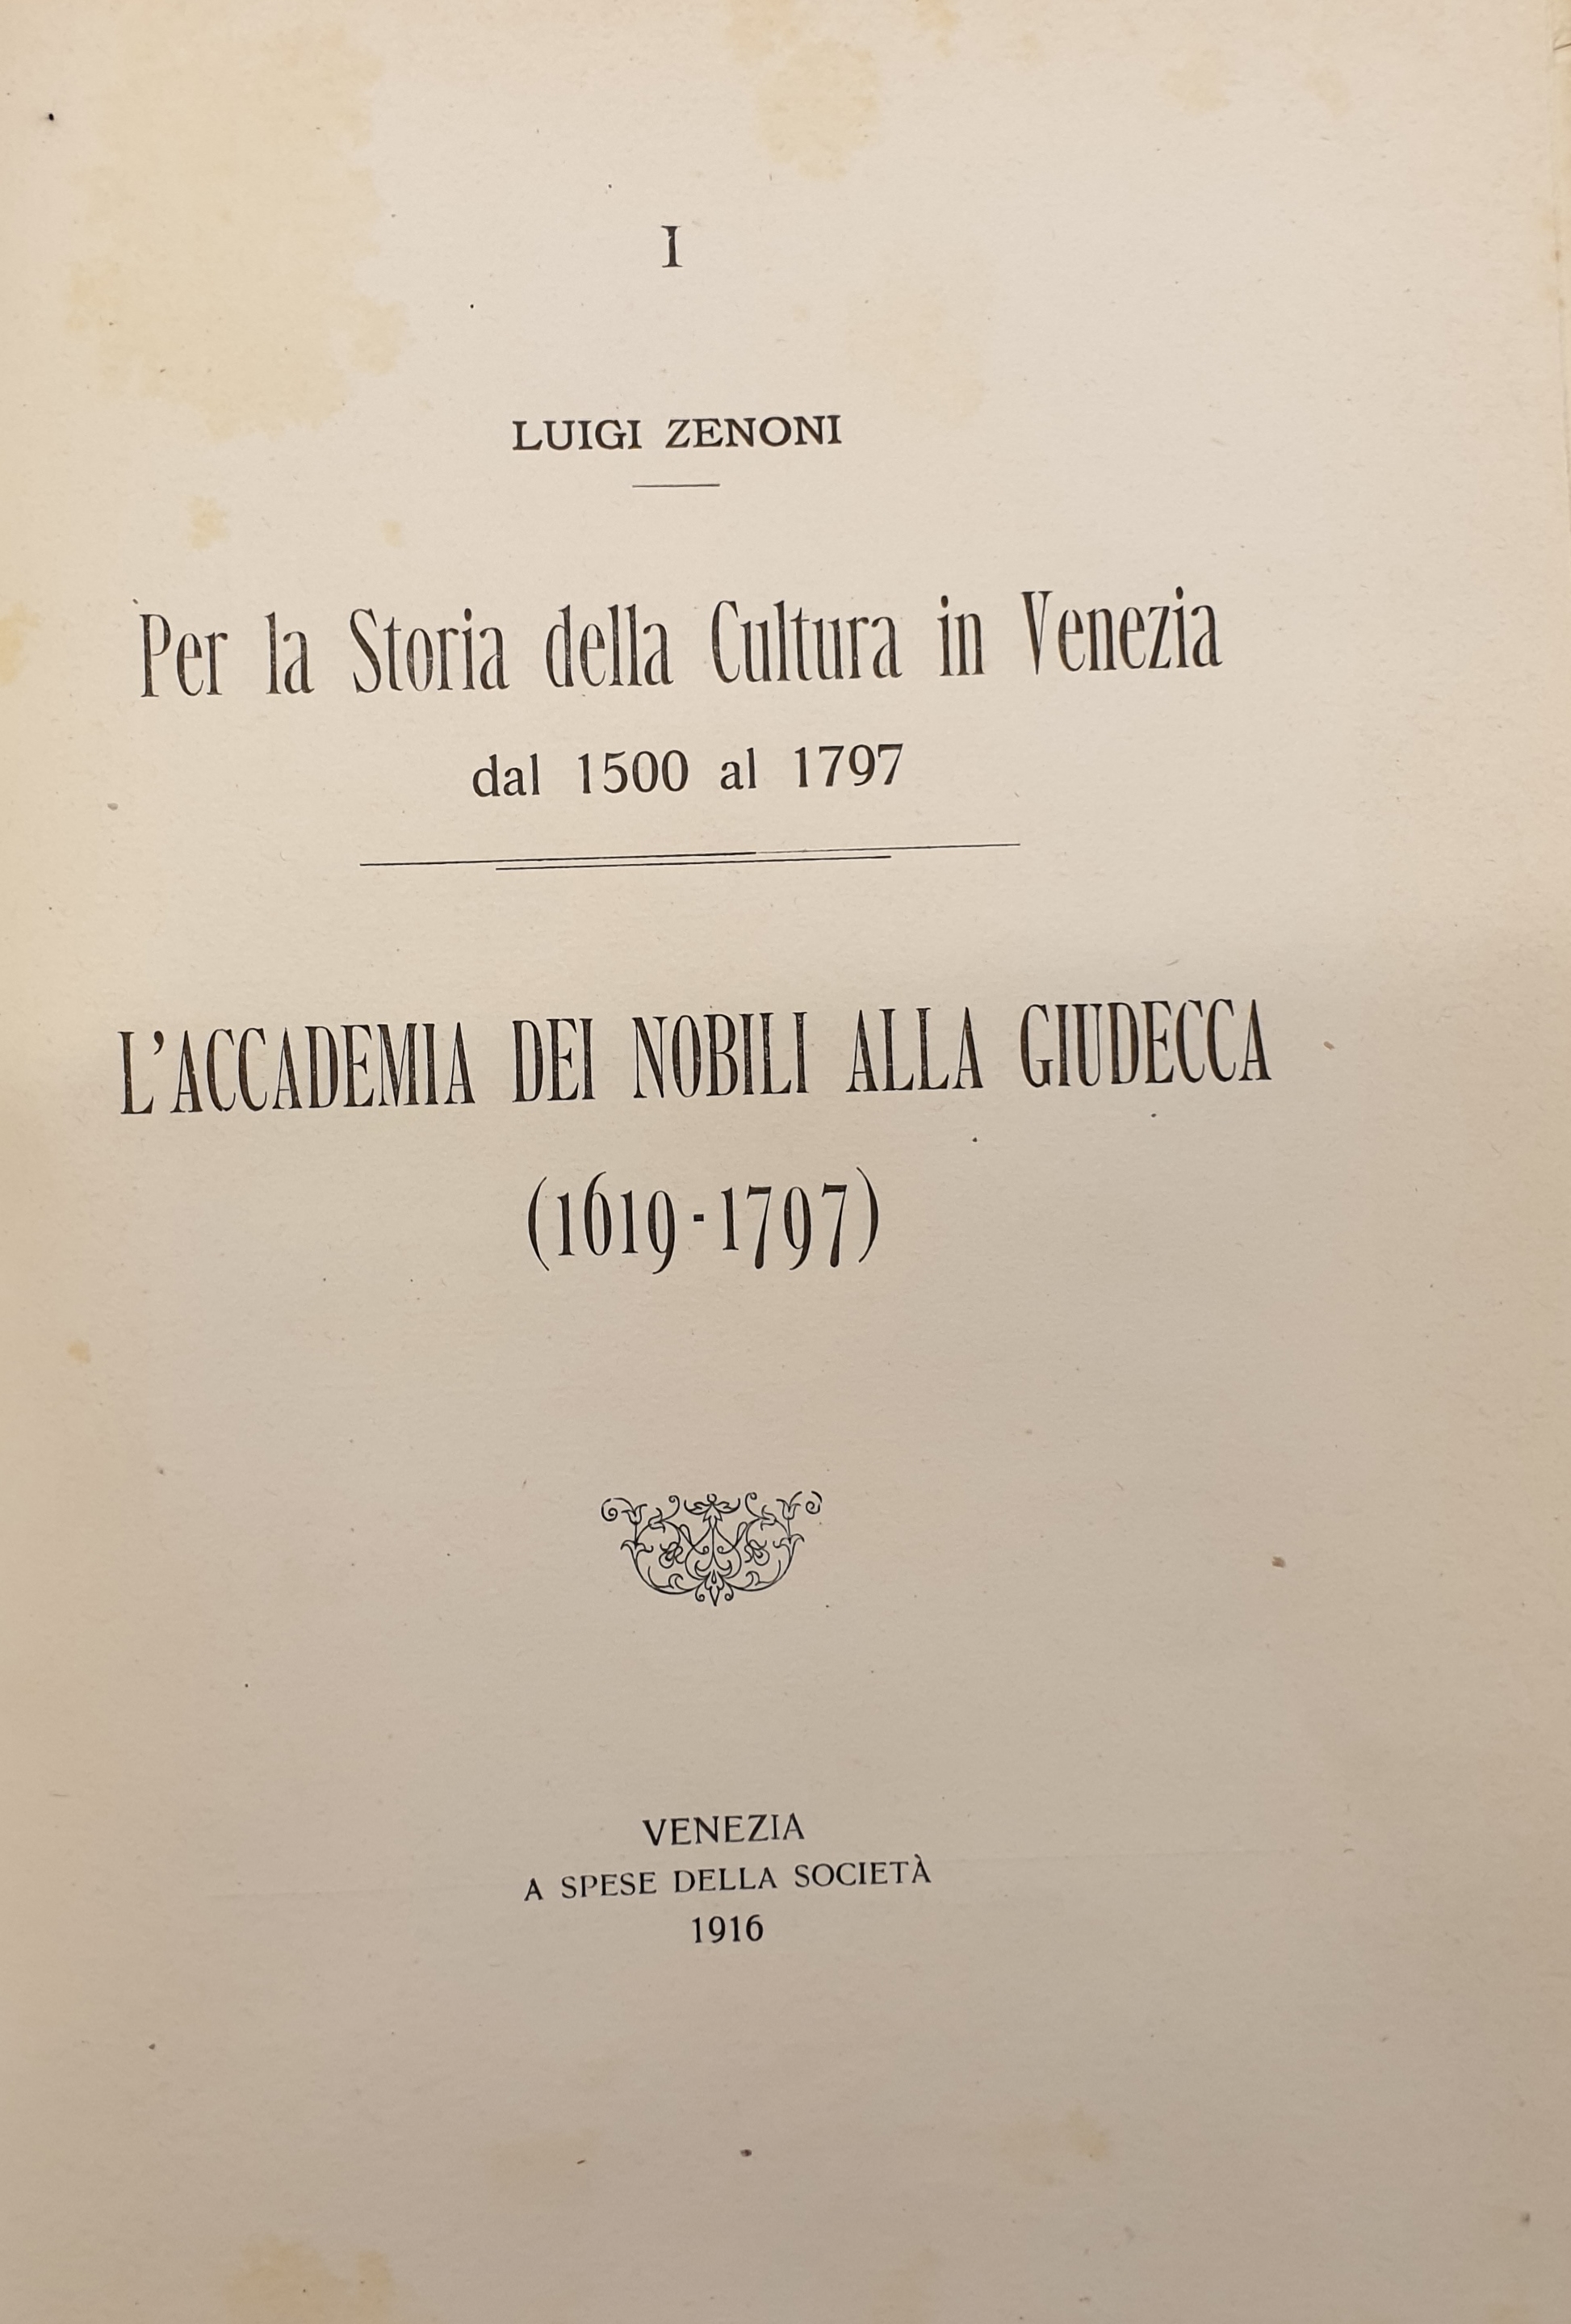 I
LUIGI ZENONI
Per la Storia della Cultura in Venezia
dal 1500 al 1797
L'ACCADEMIA DEI NOBILI ALLA GIUDECCA
(1619-1797)
VENEZIA
A SPESE DELLA SOCIETÀ
1916